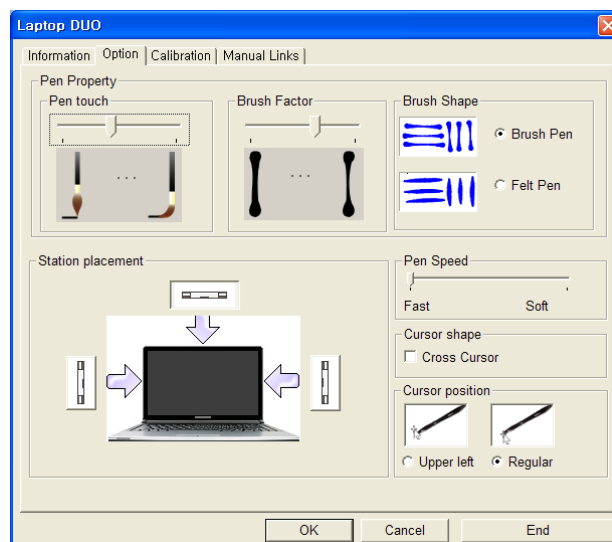 Laptop DUO
Information Option Calibration Manual Links
Pen Property
Pen touch Brush Factor Brush Shape
... ...
Brush Pen
Felt Pen
Station placement Pen Speed
Fast Soft
Cursor shape
Cross Cursor
Cursor position
Upper left Regular
OK Cancel End